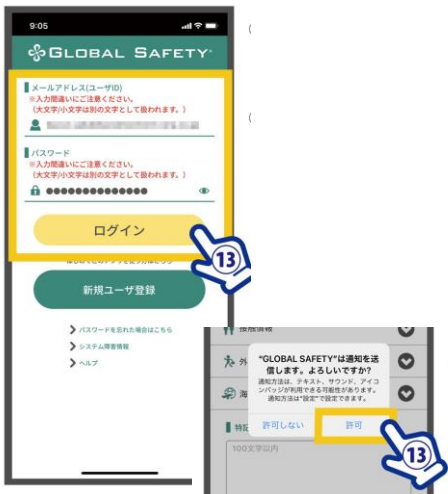 9:05
GLOBAL SAFETY
メールアドレス(ユーザID)
※入力間違いにご注意ください。
(大文字/小文字は別の文字として扱われます。)
パスワード
※入力間違いにご注意ください。
(大文字/小文字は別の文字として扱われます。)
ログイン
13
新規ユーザ登録
パスワードを忘れた場合はこちら
システム障害情報
ヘルプ
接触情報
外
海
"GLOBAL SAFETY"は通知を送
信します。よろしいですか?
通知方法は、テキスト、サウンド、アイコ
ンバッジが利用できる可能性があります。
通知方法は"設定"で設定できます。
許可しない
許可
特記
100文字以内
13